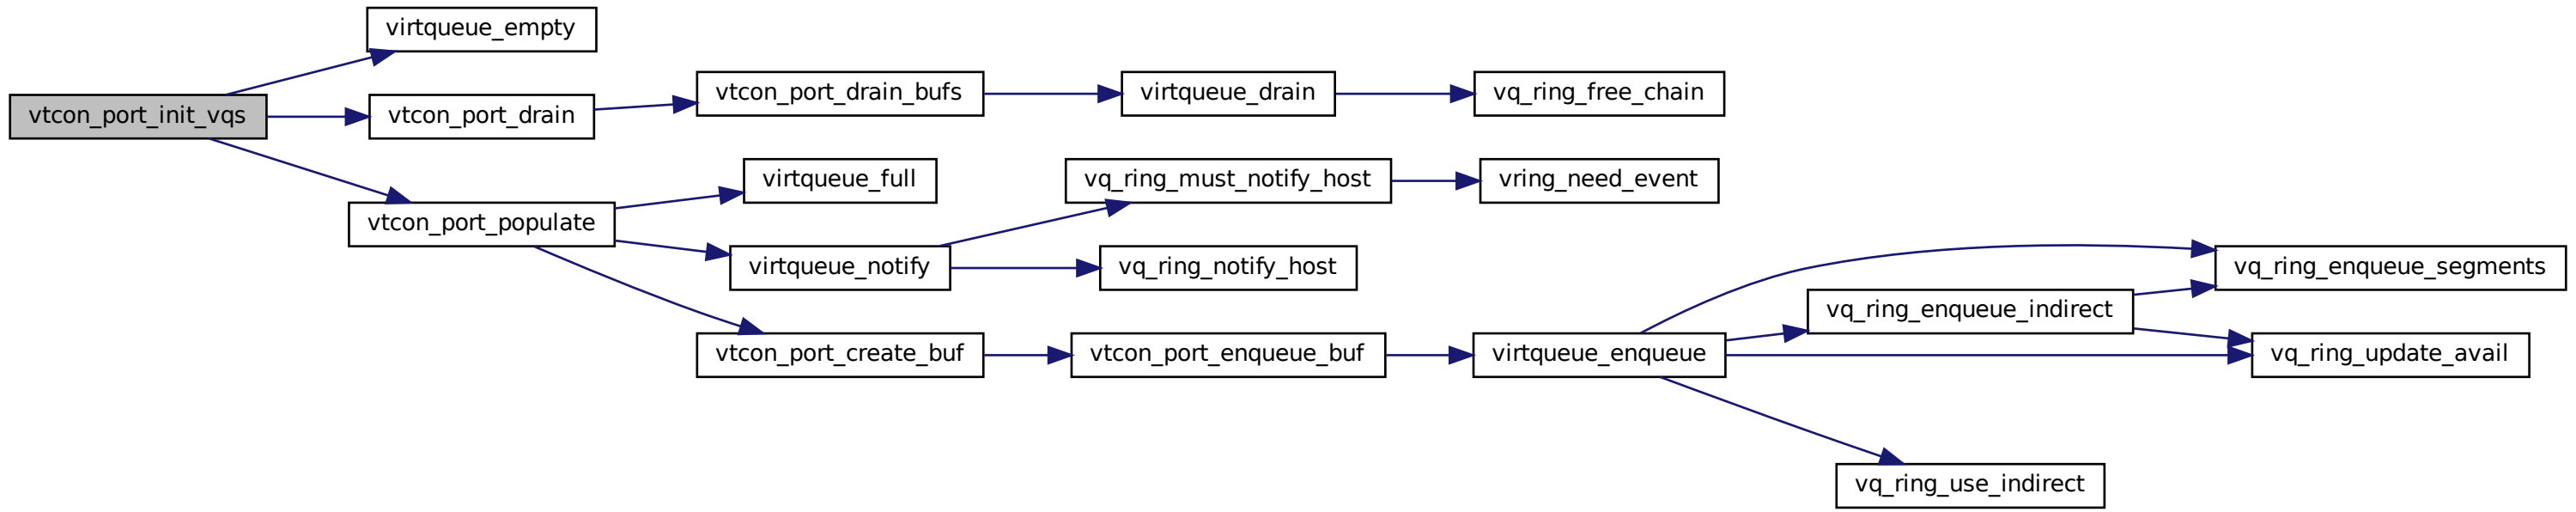 virtqueue_empty
vtcon_port_init_vqs
vtcon_port_drain
vtcon_port_drain_bufs
virtqueue_drain
vq_ring_free_chain
vtcon_port_populate
virtqueue_full
vq_ring_must_notify_host
vring_need_event
virtqueue_notify
vq_ring_notify_host
vtcon_port_create_buf
vtcon_port_enqueue_buf
virtqueue_enqueue
vq_ring_enqueue_indirect
vq_ring_enqueue_segments
vq_ring_update_avail
vq_ring_use_indirect